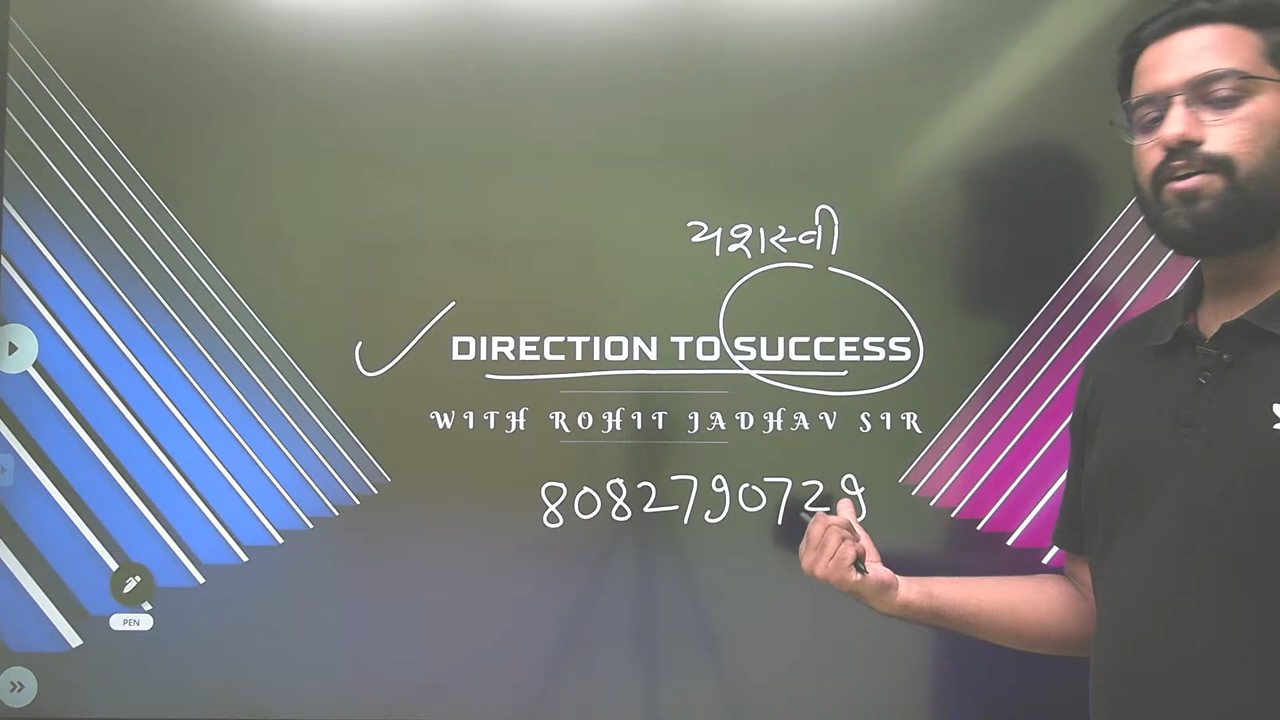 यशस्वी
DIRECTION TO SUCCESS
WITH ROHIT JADHAV SIR
8082790729
PEN